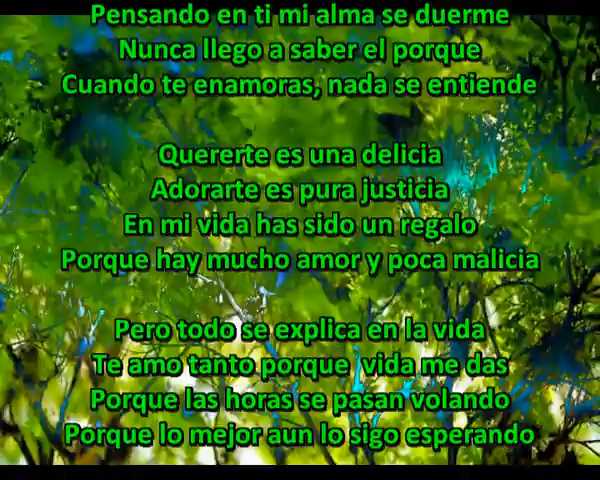 Pensando en ti mi alma se duerme
Nunca llego a saber el porque
Cuando te enamoras, nada se entiende
Quererte es una delicia
Adorarte es pura justicia
En mi vida has sido un regalo
Porque hay mucho amor y poca malicia
Pero todo se explica en la vida
Te amo tanto porque  vida me das
Porque las horas se pasan volando
Porque lo mejor aun lo sigo esperando